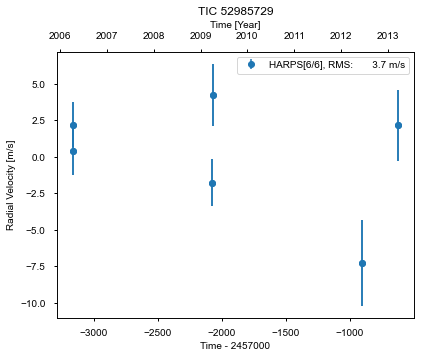 TIC 52985729
Time [Year]
2006 2007 2008 2009 2010 2011 2012 2013
HARPS[6/6], RMS: 3.7 m/s
5.0
2.5
0.0
−2.5
−5.0
−7.5
−10.0
Radial Velocity [m/s]
−3000 −2500 −2000 −1500 −1000
Time - 2457000